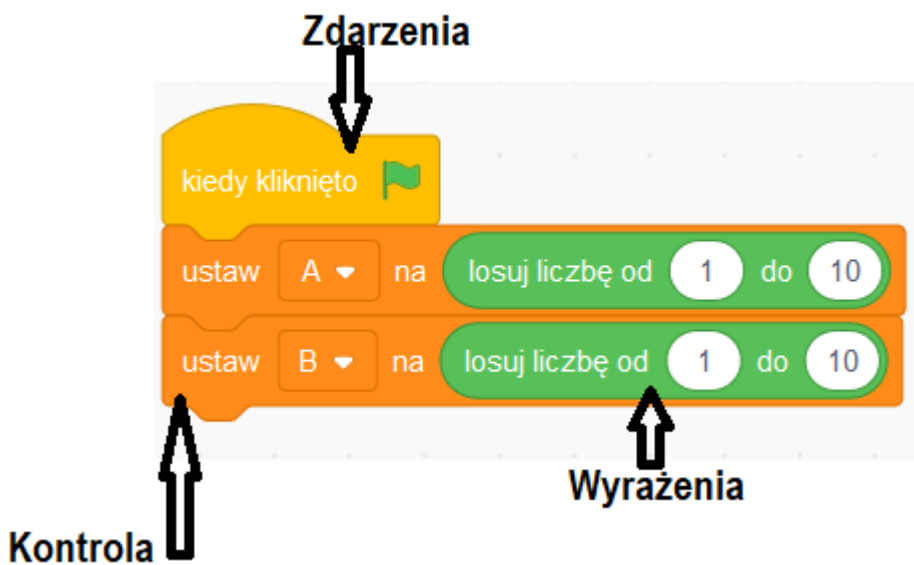 Zdarzenia
kiedy kliknięto
ustaw A na losuj liczbę od 1 do 10
ustaw B na losuj liczbę od 1 do 10
Wyrażenia
Kontrola